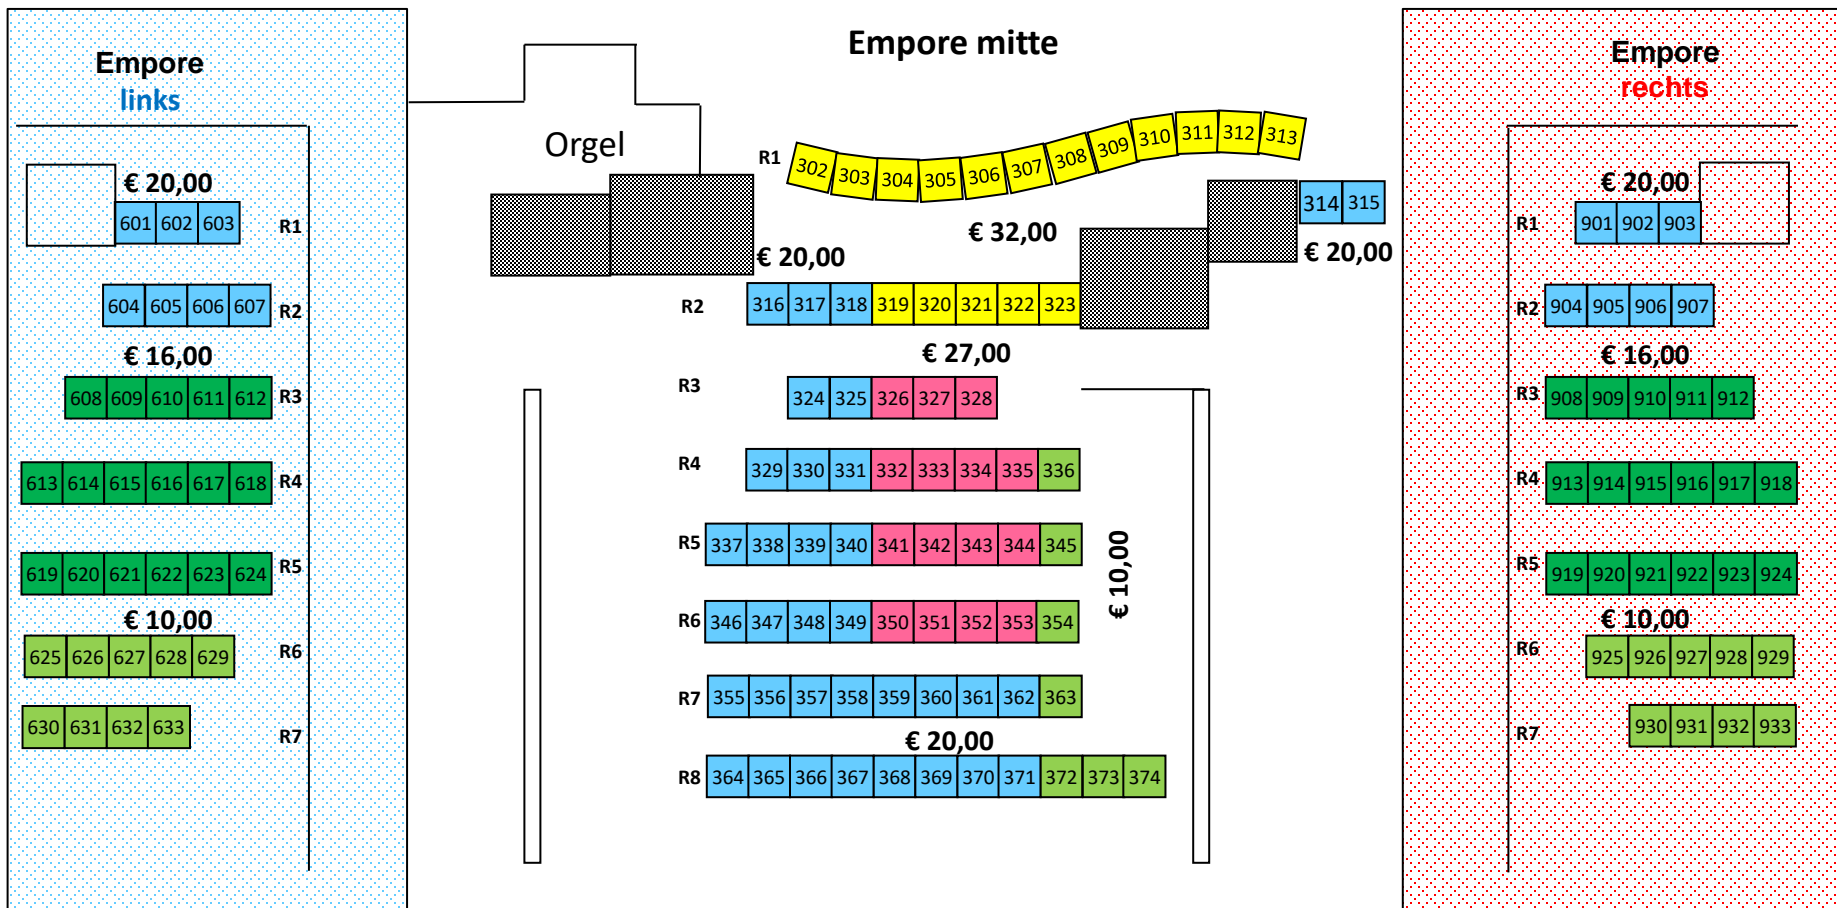 Empore
links
€ 20,00
601 602 603 R1
604 605 606 607 R2
€ 16,00
608 609 610 611 612 R3
613 614 615 616 617 618 R4
619 620 621 622 623 624 R5
€ 10,00
625 626 627 628 629 R6
630 631 632 633 R7
Empore mitte
Orgel
R1 302 303 304 305 306 307 308 309 310 311 312 313
314 315
€ 32,00
€ 20,00
€ 20,00
R2 316 317 318 319 320 321 322 323
€ 27,00
R3 324 325 326 327 328
R4 329 330 331 332 333 334 335 336
R5 337 338 339 340 341 342 343 344 345
€ 10,00
R6 346 347 348 349 350 351 352 353 354
R7 355 356 357 358 359 360 361 362 363
€ 20,00
R8 364 365 366 367 368 369 370 371 372 373 374
Empore
rechts
€ 20,00
R1 901 902 903
R2 904 905 906 907
€ 16,00
R3 908 909 910 911 912
R4 913 914 915 916 917 918
R5 919 920 921 922 923 924
€ 10,00
R6 925 926 927 928 929
R7 930 931 932 933